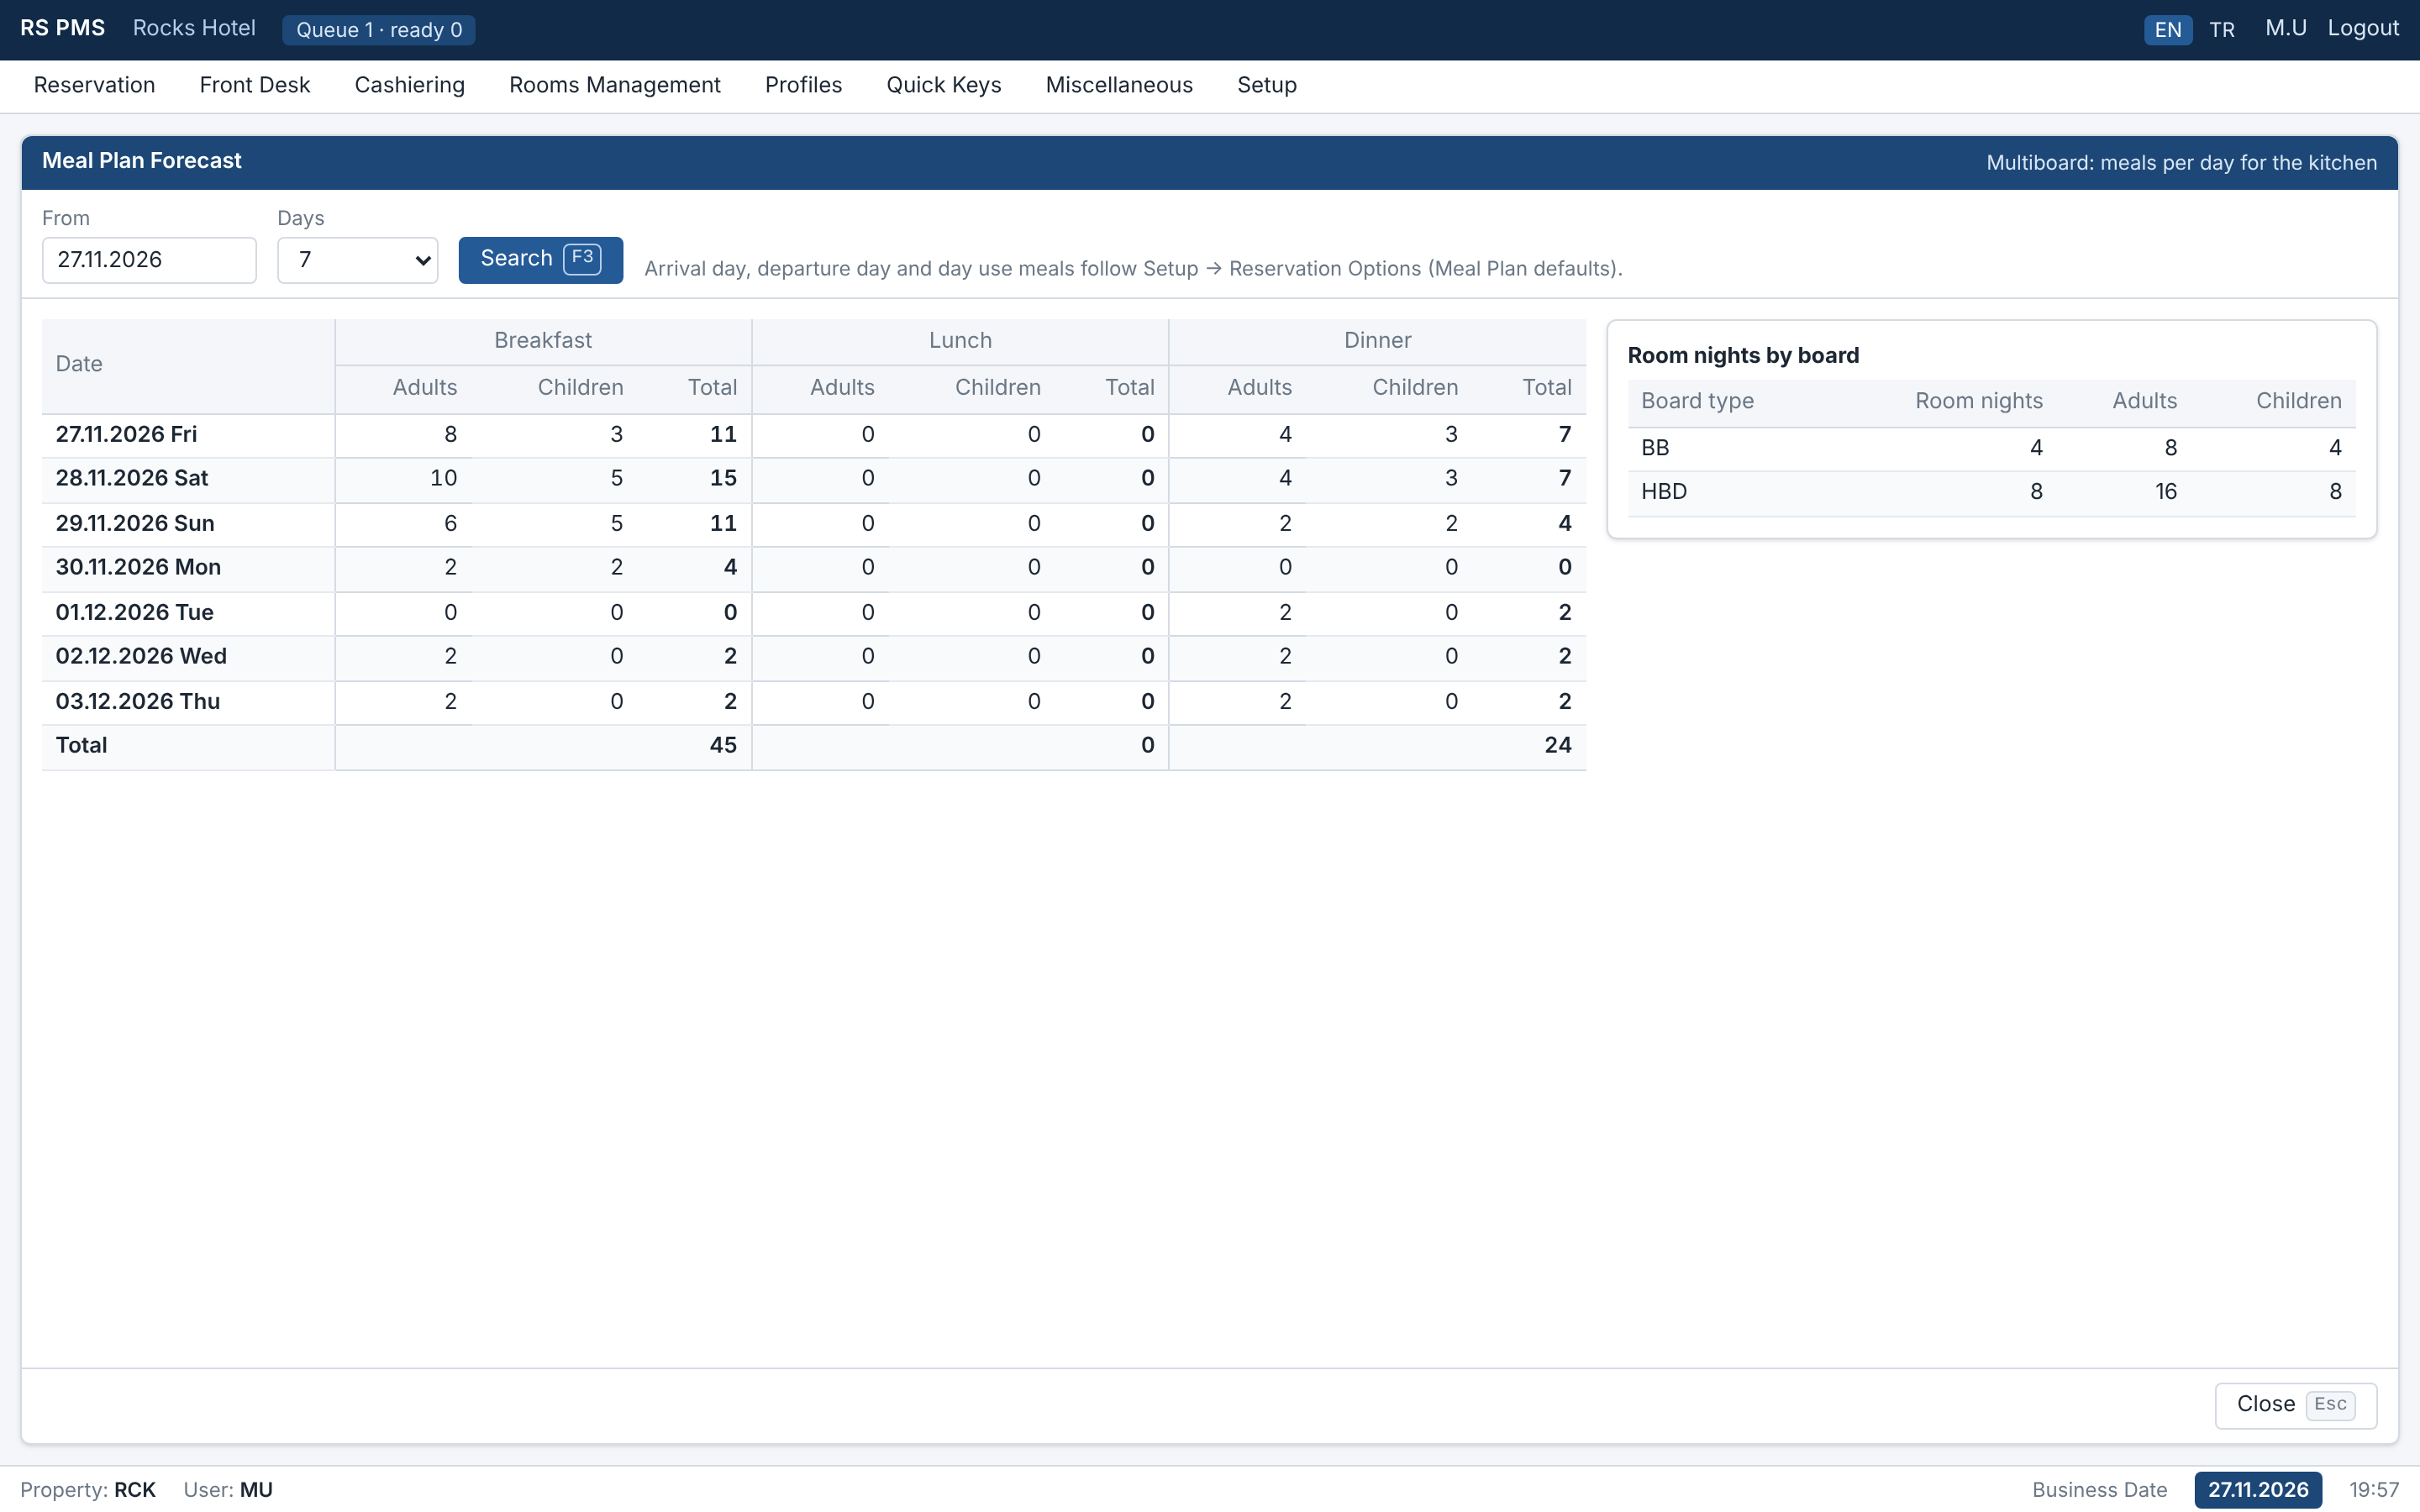 RS PMS Rocks Hotel Queue 1 · ready 0 EN TR M.U Logout
Reservation Front Desk Cashiering Rooms Management Profiles Quick Keys Miscellaneous Setup
Meal Plan Forecast Multiboard: meals per day for the kitchen
From Days
27.11.2026 7 Search F3 Arrival day, departure day and day use meals follow Setup → Reservation Options (Meal Plan defaults).
Date Breakfast Lunch Dinner
Adults Children Total Adults Children Total Adults Children Total
27.11.2026 Fri 8 3 11 0 0 0 4 3 7
28.11.2026 Sat 10 5 15 0 0 0 4 3 7
29.11.2026 Sun 6 5 11 0 0 0 2 2 4
30.11.2026 Mon 2 2 4 0 0 0 0 0 0
01.12.2026 Tue 0 0 0 0 0 0 2 0 2
02.12.2026 Wed 2 0 2 0 0 0 2 0 2
03.12.2026 Thu 2 0 2 0 0 0 2 0 2
Total 45 0 24
Room nights by board
Board type Room nights Adults Children
BB 4 8 4
HBD 8 16 8
Close Esc
Property: RCK User: MU Business Date 27.11.2026 19:57